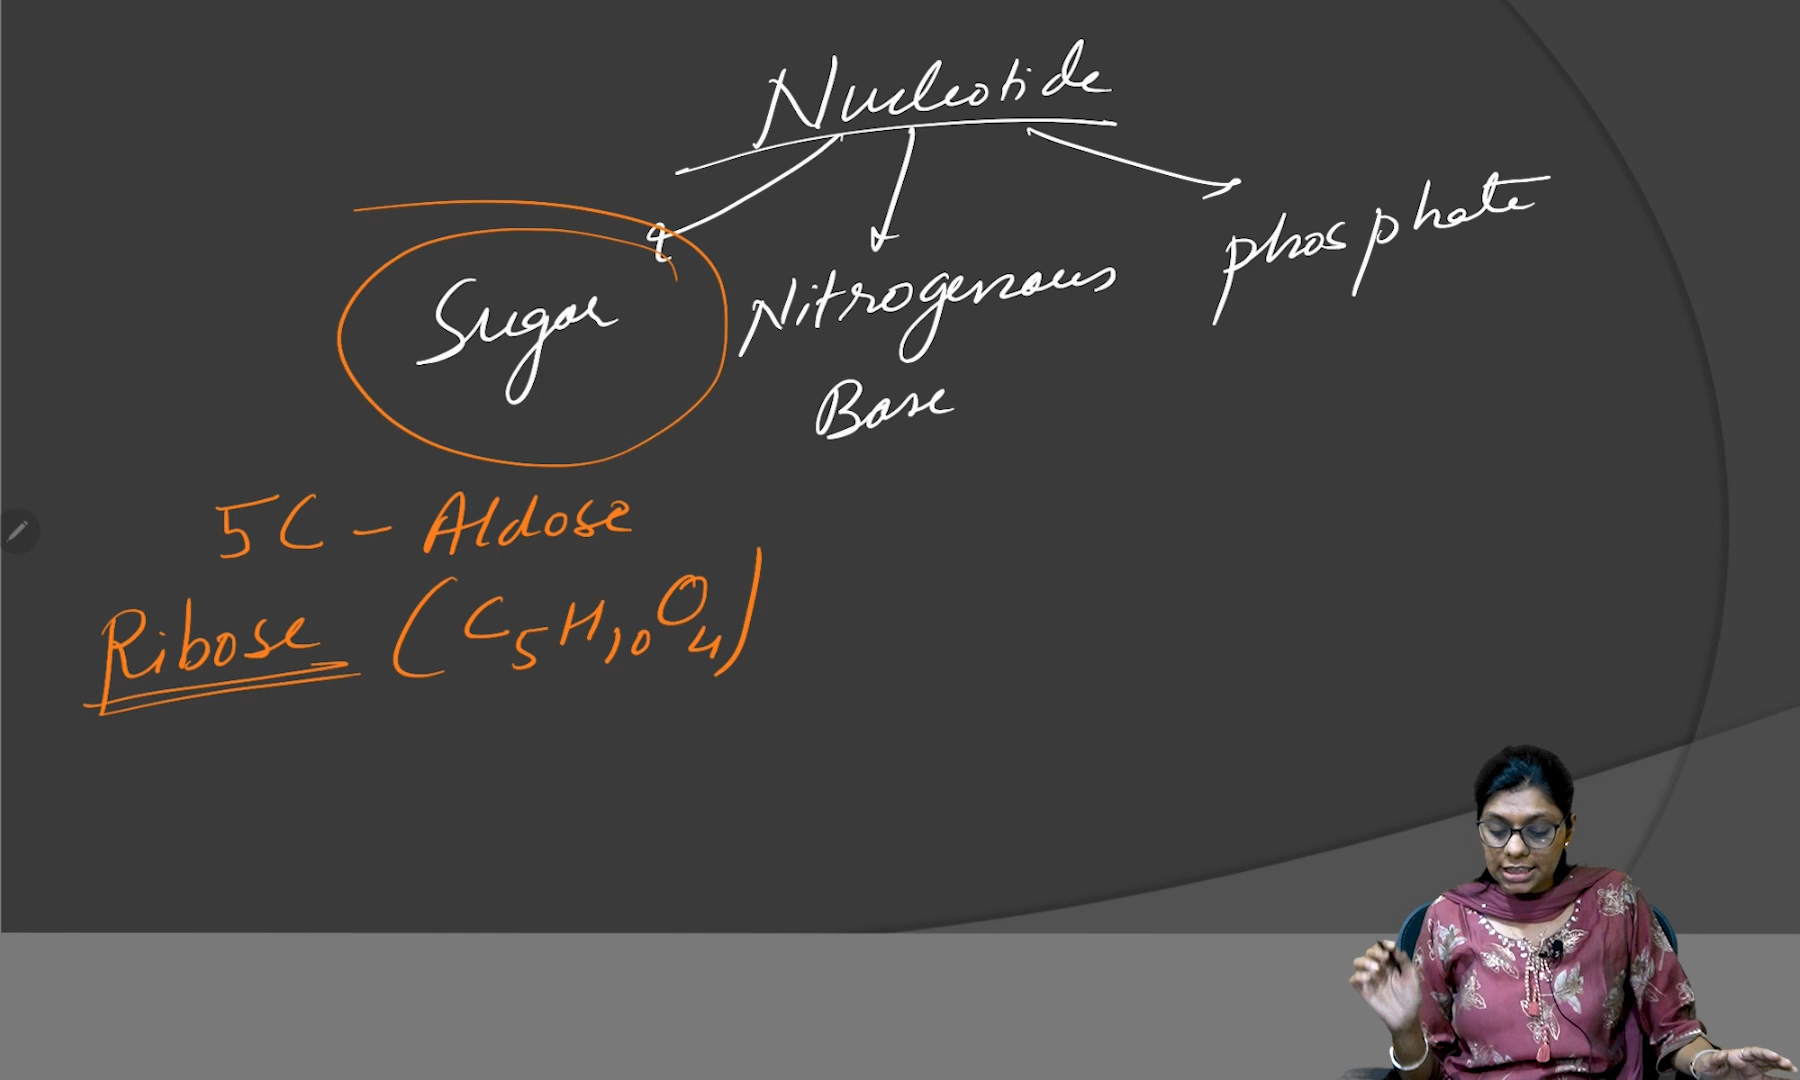 Nucleotide
Sugar
Nitrogenous
Base
phosphate
5C - Aldose
Ribose (C₅H₁₀O₄)